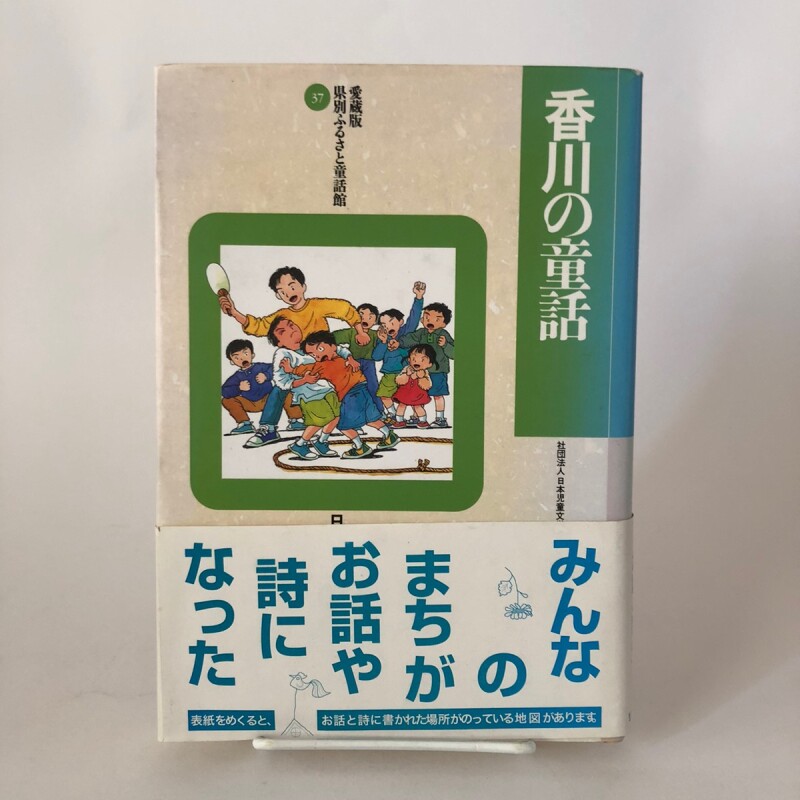 香川の童話
愛蔵版
県別ふるさと童話館
37
社団法人 日本児童文
日
みんな
の
まちが
お話や
詩に
なった
表紙をめくると、
お話と詩に書かれた場所がのっている地図があります。